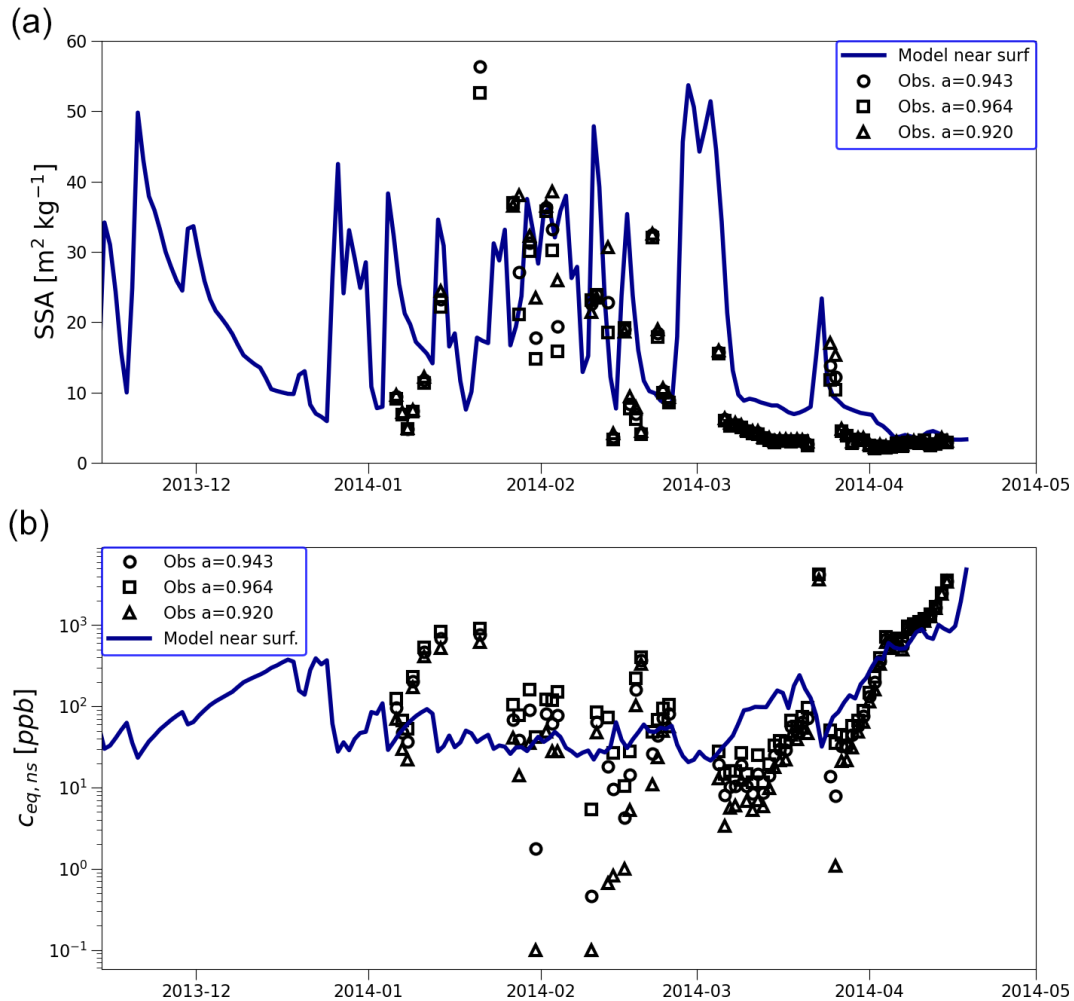 (a)
60
50
40
30
20
10
0
SSA [m² kg⁻¹]
Model near surf
Obs. a=0.943
Obs. a=0.964
Obs. a=0.920
2013-12
2014-01
2014-02
2014-03
2014-04
2014-05
(b)
10³
10²
10¹
10⁰
10⁻¹
c_{eq,ns} [ppb]
Obs a=0.943
Obs a=0.964
Obs a=0.920
Model near surf.
2013-12
2014-01
2014-02
2014-03
2014-04
2014-05